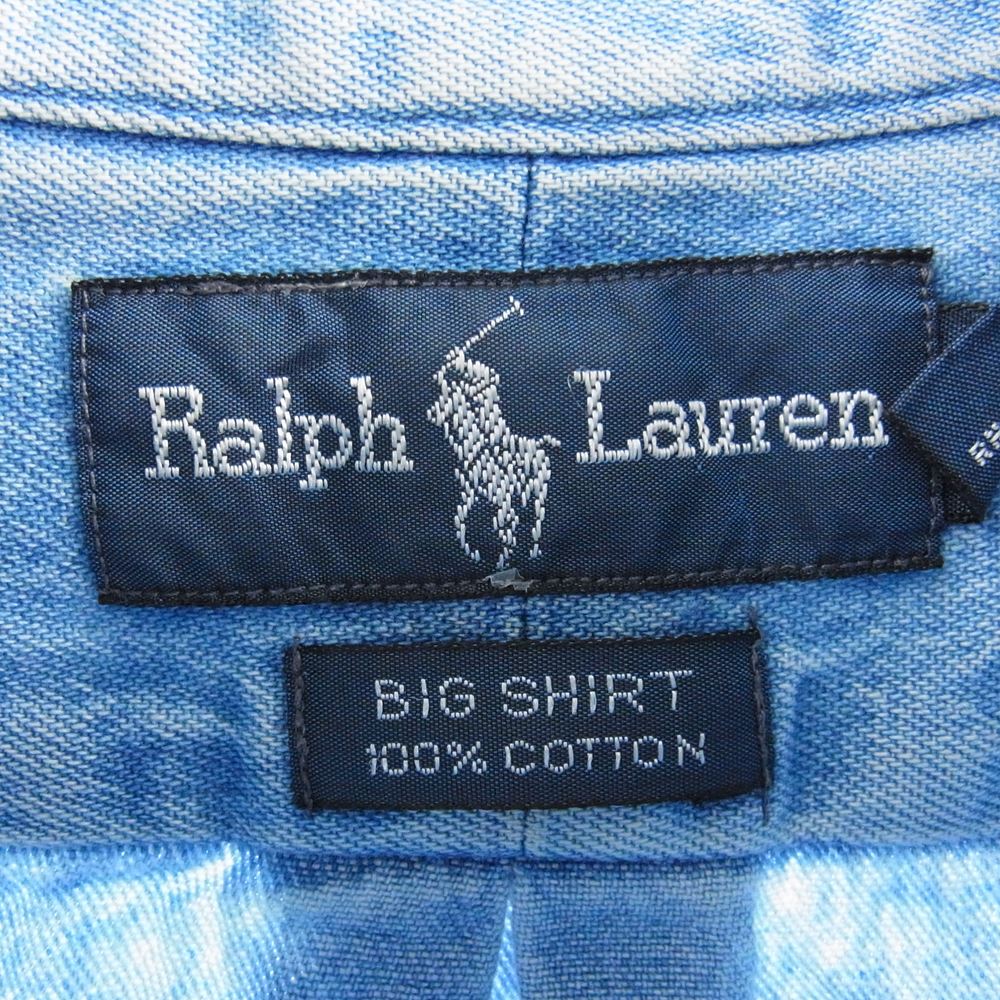 Ralph Lauren
BIG SHIRT
100% COTTON